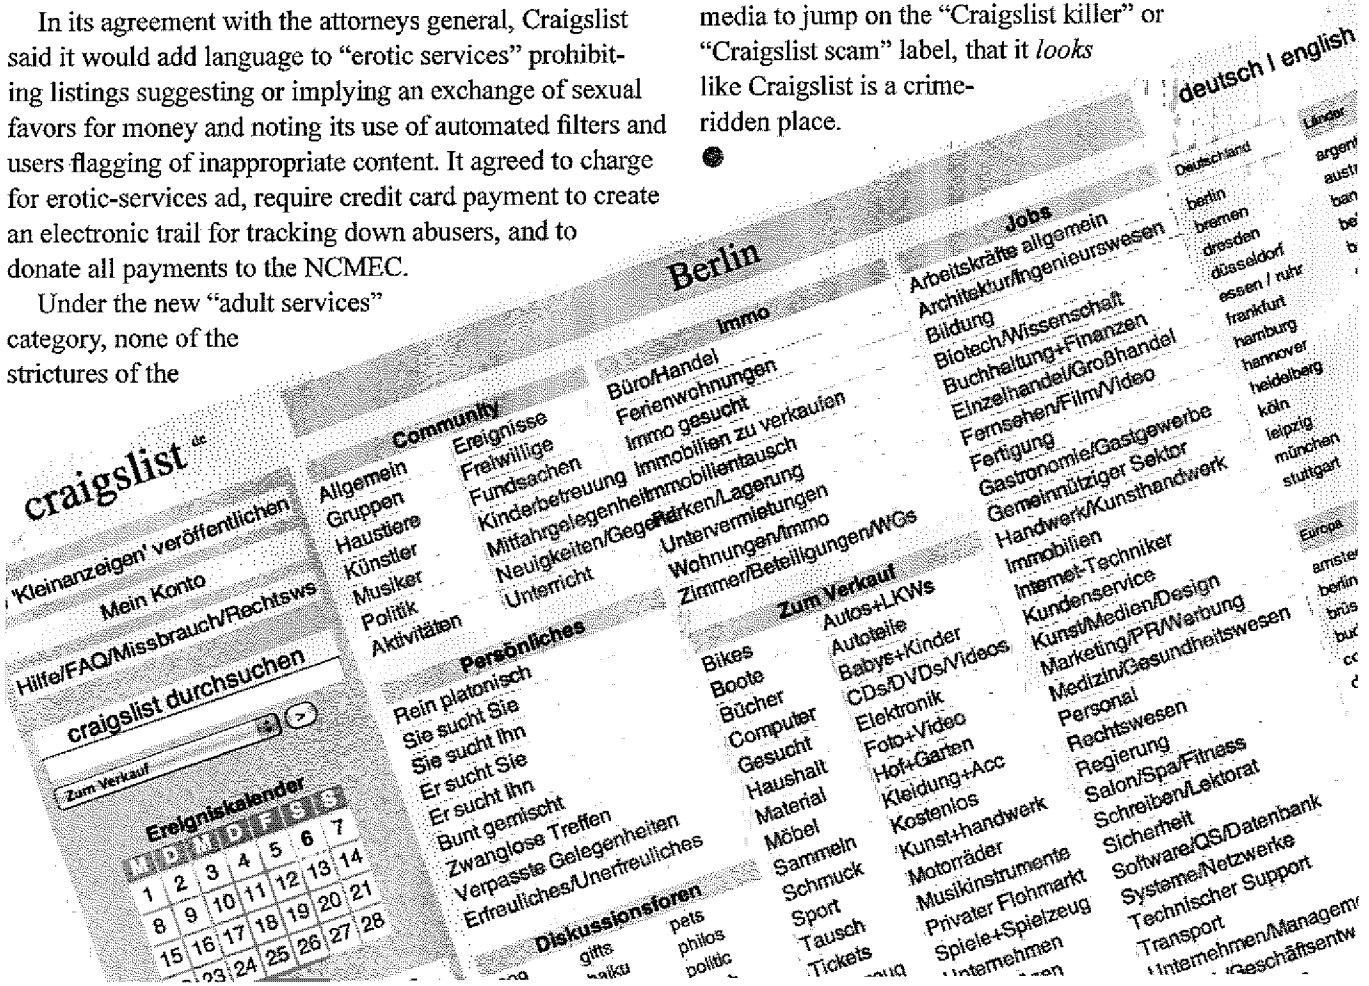 In its agreement with the attorneys general, Craigslist
said it would add language to “erotic services” prohibit-
ing listings suggesting or implying an exchange of sexual
favors for money and noting its use of automated filters and
users flagging of inappropriate content. It agreed to charge
for erotic-services ad, require credit card payment to create
an electronic trail for tracking down abusers, and to
donate all payments to the NCMEC.
Under the new “adult services”
category, none of the
strictures of the
media to jump on the “Craigslist killer” or
“Craigslist scam” label, that it looks
like Craigslist is a crime-
ridden place.
craigslist de
'Kleinanzeigen' veröffentlichen
Mein Konto
Hilfe/FAQ/Missbrauch/Rechtsws
craigslist durchsuchen
Zum Verkauf >
Ereigniskalender
M D M D F S S
1 2 3 4 5 6 7
8 9 10 11 12 13 14
15 16 17 18 19 20 21
23 24 25 26 27 28
Berlin
Community
Allgemein
Gruppen
Haustiere
Künstler
Musiker
Politik
Aktivitäten
Ereignisse
Freiwillige
Fundsachen
Kinderbetreuung
Mitfahrgelegenheit
Neuigkeiten/Gegend
Unterricht
Persönliches
Rein platonisch
Sie sucht Sie
Sie sucht Ihn
Er sucht Sie
Er sucht Ihn
Bunt gemischt
Zwanglose Treffen
Verpasste Gelegenheiten
Erfreuliches/Unerfreuliches
Diskussionsforen
gifts
haiku
pets
philos
politic
Immo
Büro/Handel
Ferienwohnungen
Immo gesucht
Immobilien zu verkaufen
Immobilientausch
Parken/Lagerung
Untervermietungen
Wohnungen/Immo
Zimmer/Beteiligungen/WGs
Zum Verkauf
Bikes
Boote
Bücher
Computer
Gesucht
Haushalt
Material
Möbel
Sammeln
Schmuck
Sport
Tausch
Tickets
Autos+LKWs
Autoteile
Babys+Kinder
CDs/DVDs/Videos
Elektronik
Foto+Video
Hof+Garten
Kleidung+Acc
Kostenlos
Kunst+handwerk
Motorräder
Musikinstrumente
Privater Flohmarkt
Spiele+Spielzeug
Unternehmen
Jobs
Arbeitskräfte allgemein
Architektur/Ingenieurswesen
Bildung
Biotech/Wissenschaft
Buchhaltung+Finanzen
Einzelhandel/Großhandel
Fernsehen/Film/Video
Fertigung
Gastronomie/Gastgewerbe
Gemeinnütziger Sektor
Handwerk/Kunsthandwerk
Immobilien
Internet-Techniker
Kundenservice
Kunst/Medien/Design
Marketing/PR/Werbung
Medizin/Gesundheitswesen
Personal
Rechtswesen
Regierung
Salon/Spa/Fitness
Schreiben/Lektorat
Sicherheit
Software/QS/Datenbank
Systeme/Netzwerke
Technischer Support
Transport
Unternehmen/Managem
/Geschäftsentw
deutsch | english
Deutschland
berlin
bremen
dresden
düsseldorf
essen / ruhr
frankfurt
hamburg
hannover
heidelberg
köln
leipzig
münchen
stuttgart
Länder
argent
austr
ban
be
b
Europa
amster
berlin
brüs
bud
co
d